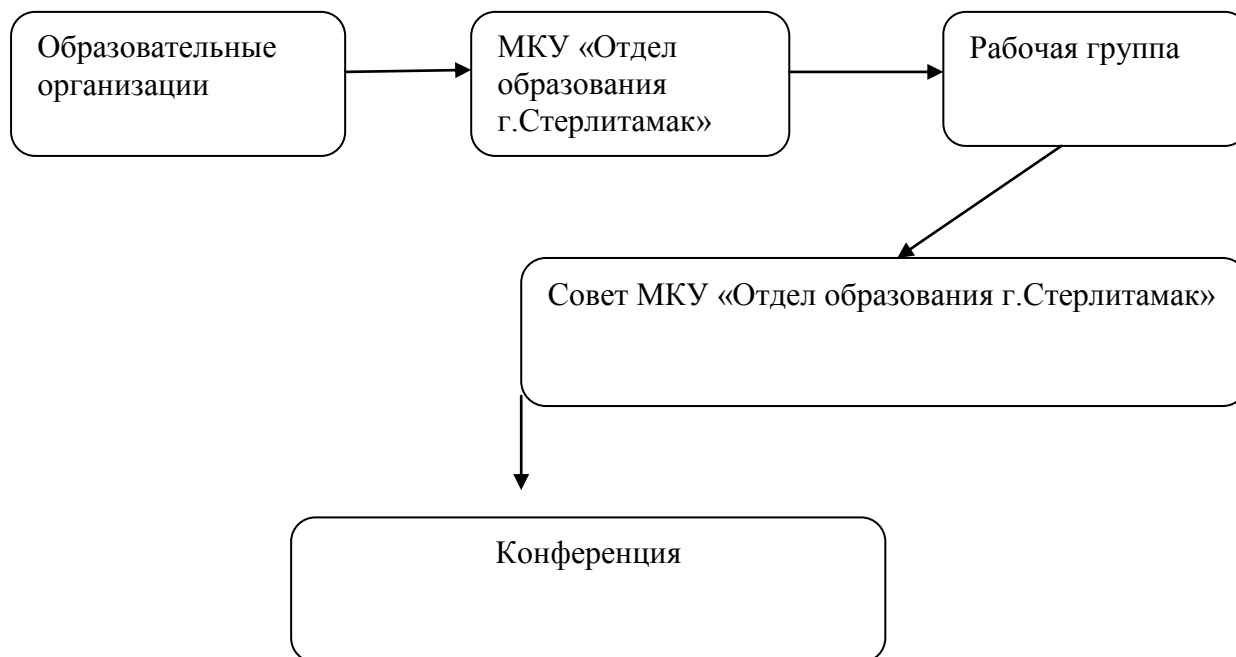 Образовательные
организации
МКУ «Отдел
образования
г.Стерлитамак»
Рабочая группа
Совет МКУ «Отдел образования г.Стерлитамак»
Конференция